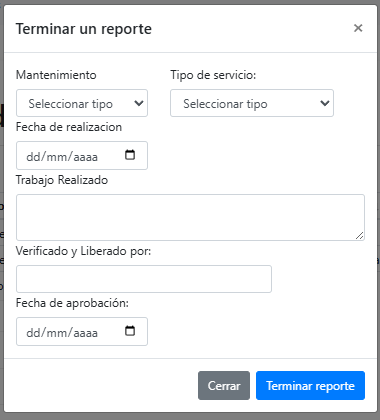 Terminar un reporte ×
Mantenimiento Tipo de servicio:
Seleccionar tipo Seleccionar tipo
Fecha de realizacion
dd/mm/aaaa
Trabajo Realizado
Verificado y Liberado por:
Fecha de aprobación:
dd/mm/aaaa
Cerrar Terminar reporte